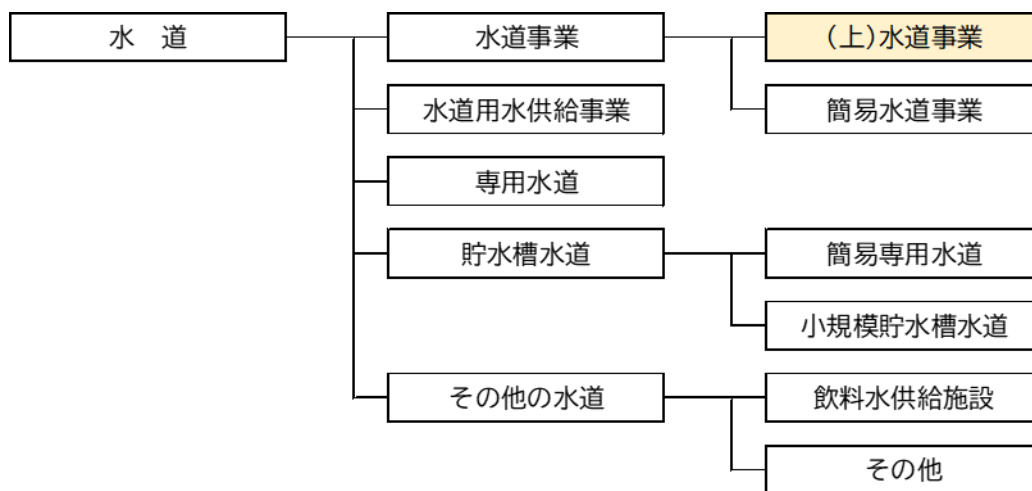 水　道
水道事業
(上)水道事業
水道用水供給事業
簡易水道事業
専用水道
貯水槽水道
簡易専用水道
小規模貯水槽水道
その他の水道
飲料水供給施設
その他